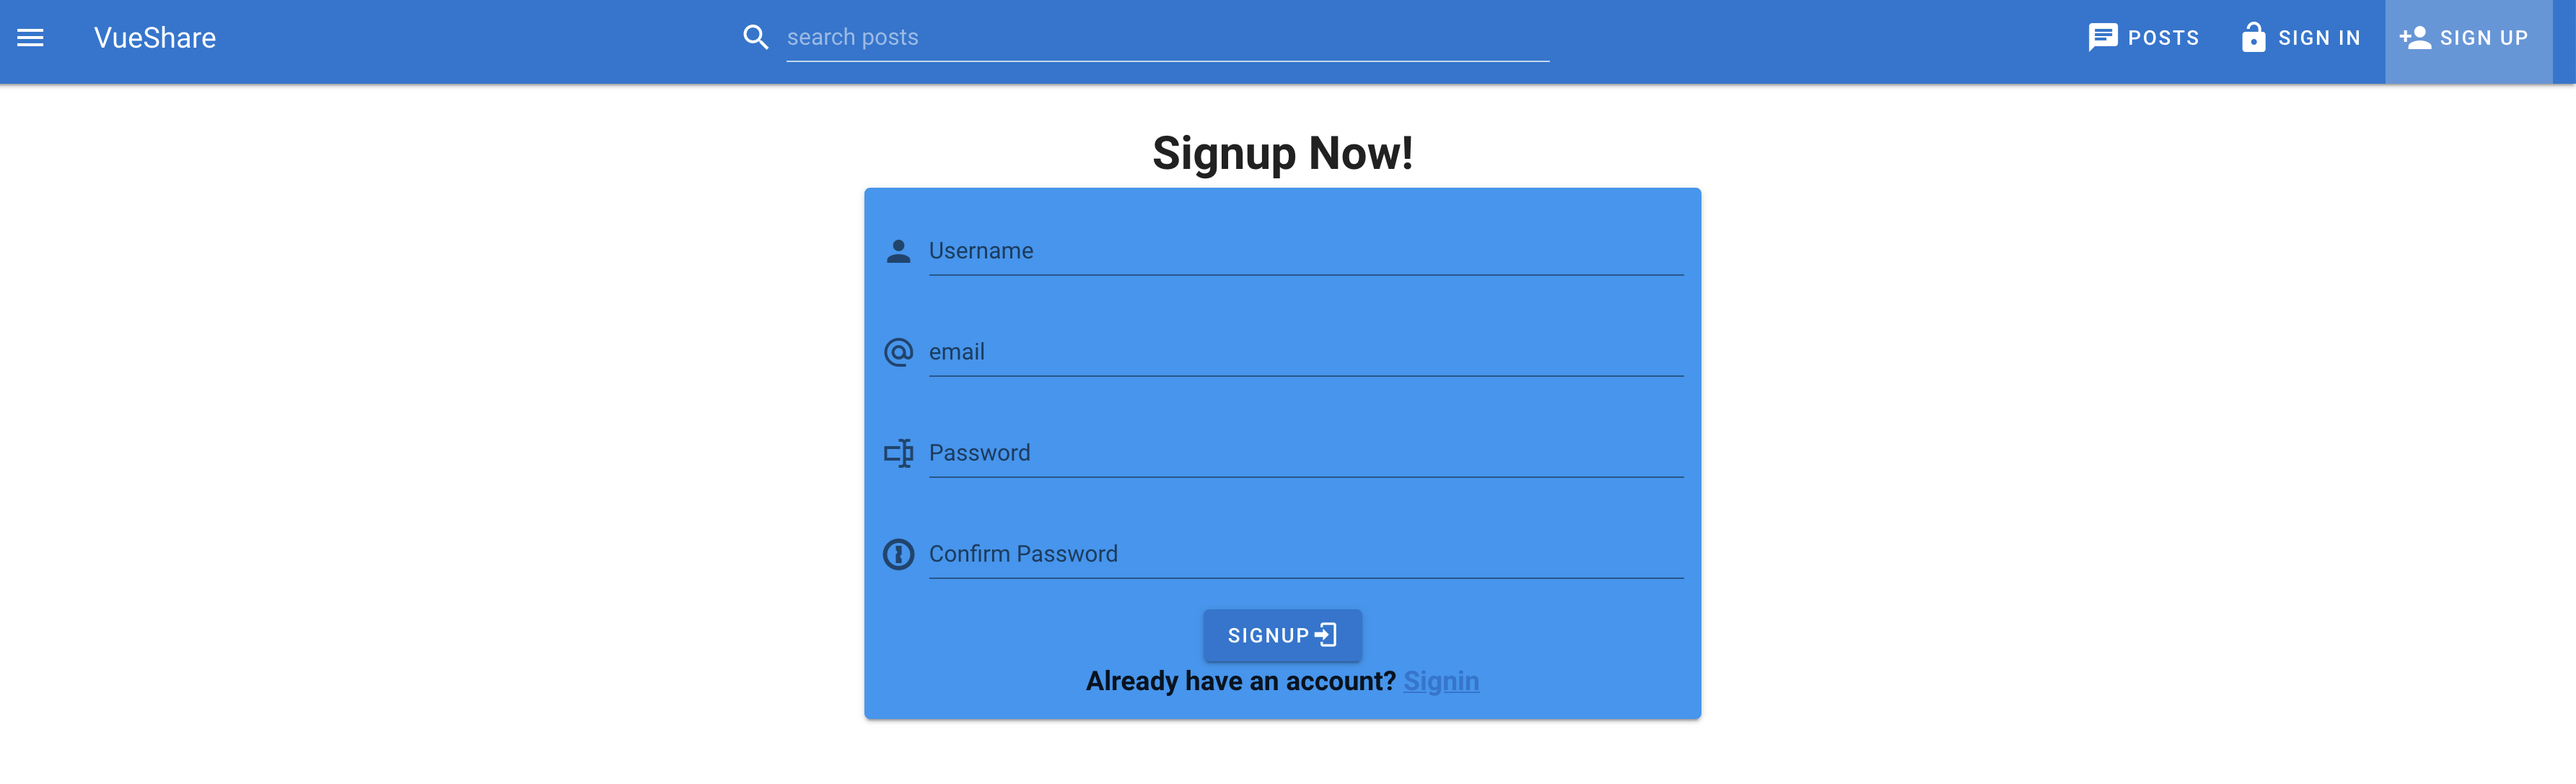 VueShare
search posts
POSTS
SIGN IN
SIGN UP
Signup Now!
Username
email
Password
Confirm Password
SIGNUP
Already have an account? Signin